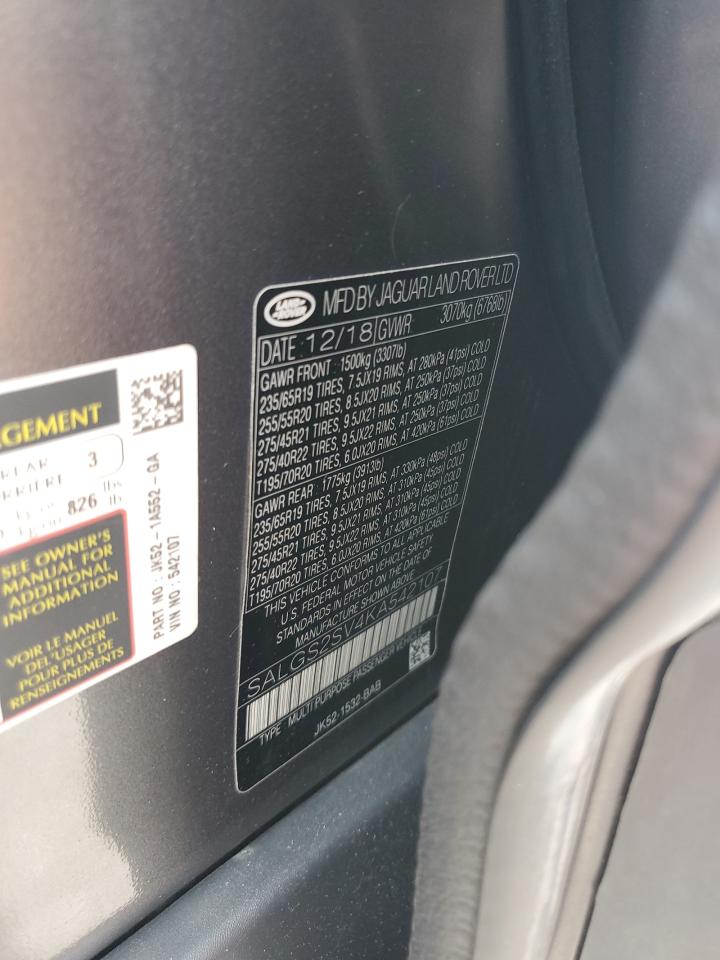 GEMENT
REAR 3
826 lbs
lb
SEE OWNER'S
MANUAL FOR
ADDITIONAL
INFORMATION
VOIR LE MANUEL
DE L'USAGER
POUR PLUS DE
RENSEIGNEMENTS
PART NO : JK52-1A552-GA
VIN NO : 542107
LAND ROVER
MFD BY JAGUAR LAND ROVER LTD
DATE 12/18 GVWR 3070kg (6768lb)
GAWR FRONT : 1500kg (3307lb)
235/65R19 TIRES, 7.5JX19 RIMS, AT 280kPa (41psi) COLD
255/55R20 TIRES, 8.5JX20 RIMS, AT 250kPa (37psi) COLD
275/45R21 TIRES, 9.5JX21 RIMS, AT 250kPa (37psi) COLD
275/40R22 TIRES, 9.5JX22 RIMS, AT 250kPa (37psi) COLD
T195/70R20 TIRES, 6.0JX20 RIMS, AT 420kPa (61psi) COLD
GAWR REAR : 1775kg (3913lb)
235/65R19 TIRES, 7.5JX19 RIMS, AT 330kPa (48psi) COLD
255/55R20 TIRES, 8.5JX20 RIMS, AT 310kPa (45psi) COLD
275/45R21 TIRES, 9.5JX21 RIMS, AT 310kPa (45psi) COLD
275/40R22 TIRES, 9.5JX22 RIMS, AT 310kPa (45psi) COLD
T195/70R20 TIRES, 6.0JX20 RIMS, AT 420kPa (61psi) COLD
THIS VEHICLE CONFORMS TO ALL APPLICABLE
U.S. FEDERAL MOTOR VEHICLE SAFETY
STANDARDS IN EFFECT ON THE DATE OF
MANUFACTURE SHOWN ABOVE.
SALGS2SV4KA542107
TYPE MULTI PURPOSE PASSENGER VEHICLE
JK52-1532-BAB